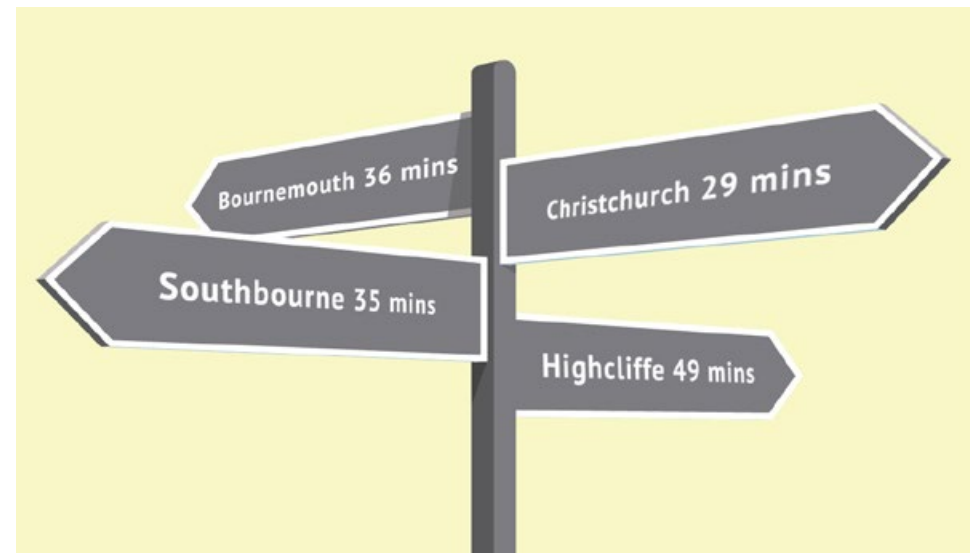 Bournemouth 36 mins
Christchurch 29 mins
Southbourne 35 mins
Highcliffe 49 mins